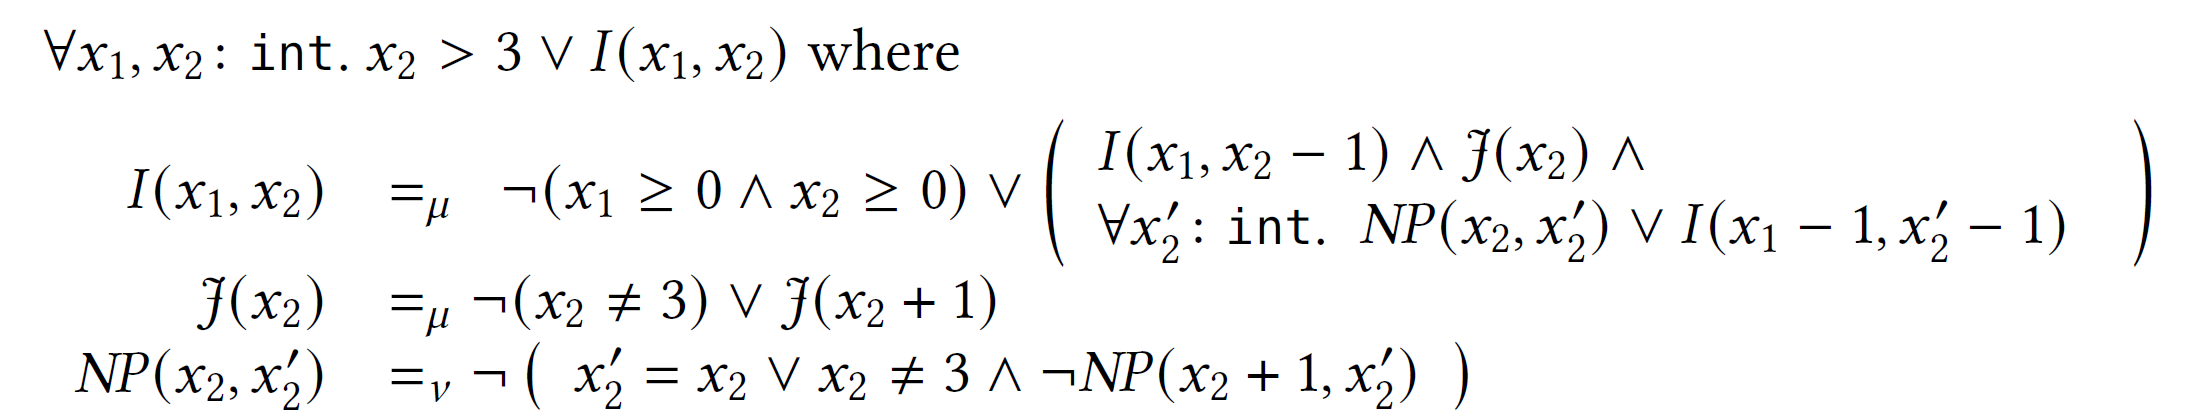 ∀x₁, x₂ : int. x₂ > 3 ∨ I(x₁, x₂) where
I(x₁, x₂) =μ ¬(x₁ ≥ 0 ∧ x₂ ≥ 0) ∨ ( I(x₁, x₂ − 1) ∧ 𝔍(x₂) ∧
∀x₂′ : int. NP(x₂, x₂′) ∨ I(x₁ − 1, x₂′ − 1) )
𝔍(x₂) =μ ¬(x₂ ≠ 3) ∨ 𝔍(x₂ + 1)
NP(x₂, x₂′) =ν ¬ ( x₂′ = x₂ ∨ x₂ ≠ 3 ∧ ¬NP(x₂ + 1, x₂′) )